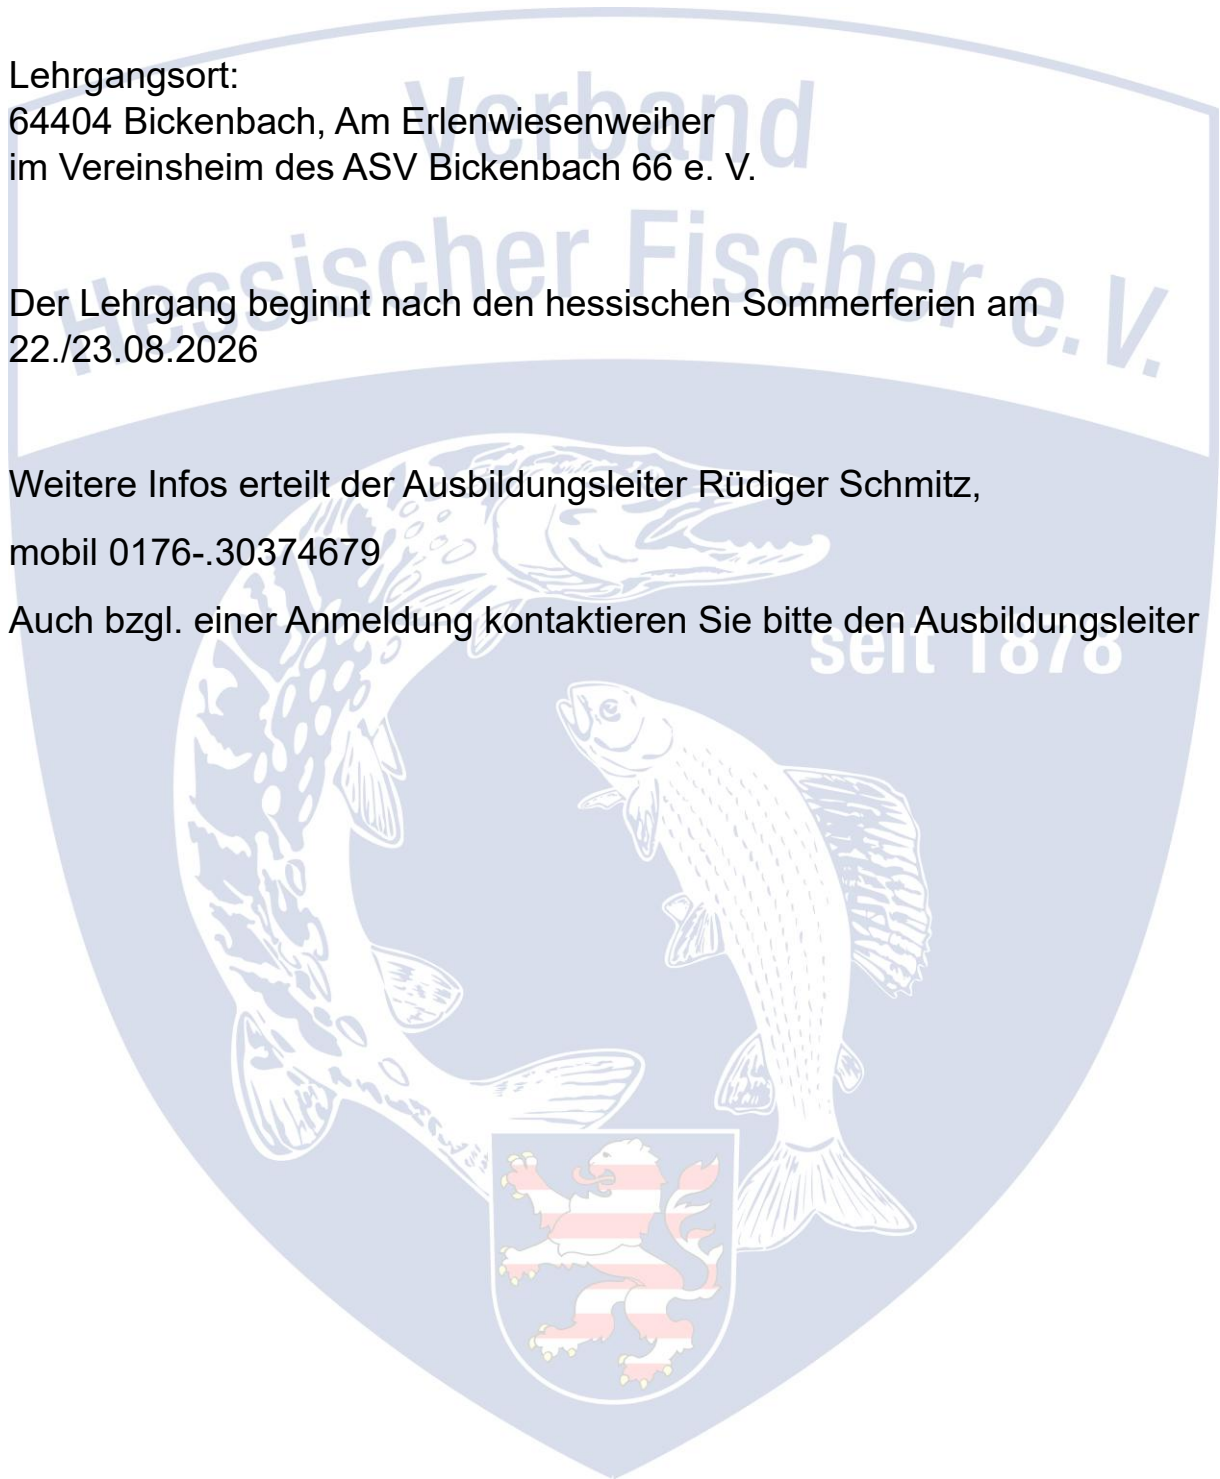 Lehrgangsort:
64404 Bickenbach, Am Erlenwiesenweiher
im Vereinsheim des ASV Bickenbach 66 e. V.
Verband
Hessischer Fischer e. V.
Der Lehrgang beginnt nach den hessischen Sommerferien am
22./23.08.2026
Weitere Infos erteilt der Ausbildungsleiter Rüdiger Schmitz,
mobil 0176-.30374679
Auch bzgl. einer Anmeldung kontaktieren Sie bitte den Ausbildungsleiter
seit 1878